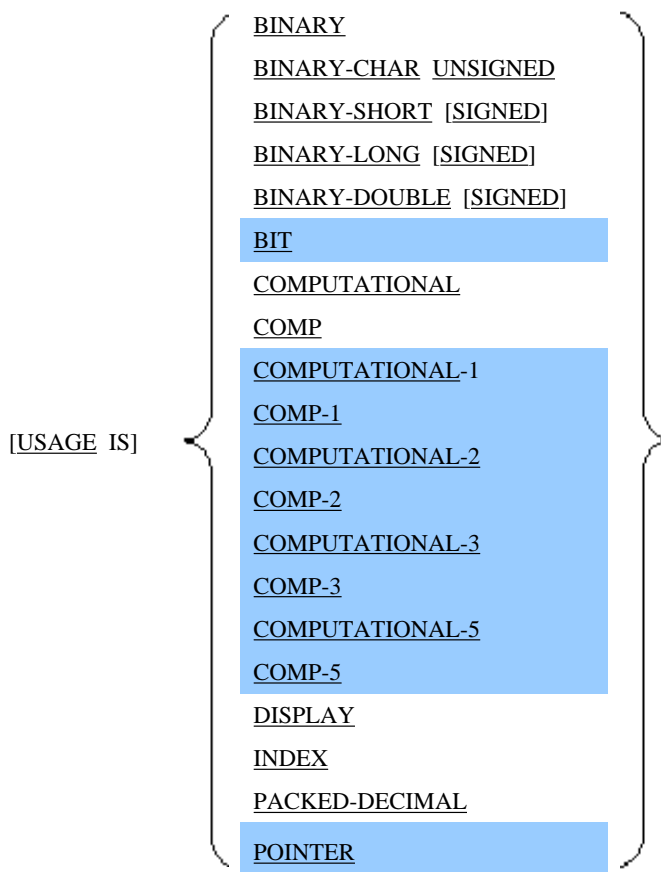 BINARY
BINARY-CHAR UNSIGNED
BINARY-SHORT [SIGNED]
BINARY-LONG [SIGNED]
BINARY-DOUBLE [SIGNED]
BIT
COMPUTATIONAL
COMP
COMPUTATIONAL-1
COMP-1
[USAGE IS]
COMPUTATIONAL-2
COMP-2
COMPUTATIONAL-3
COMP-3
COMPUTATIONAL-5
COMP-5
DISPLAY
INDEX
PACKED-DECIMAL
POINTER